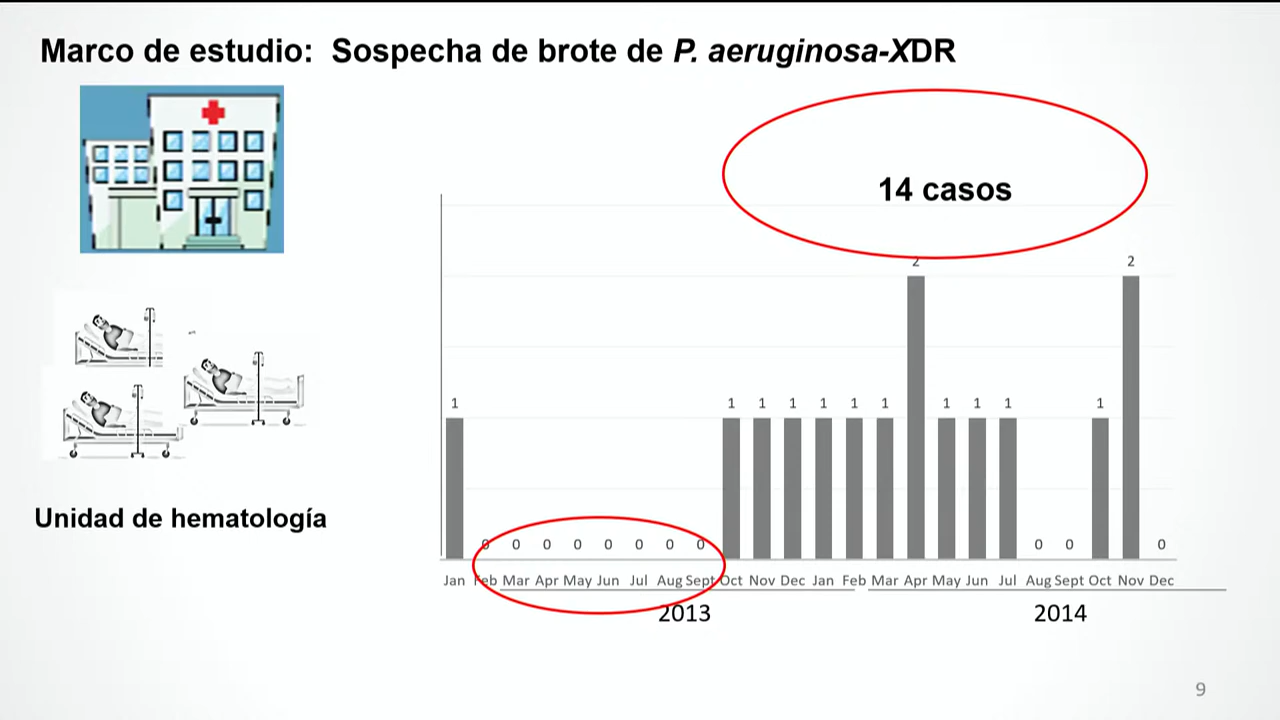 Marco de estudio:  Sospecha de brote de P. aeruginosa-XDR
14 casos
2
2
1
1 1 1 1 1 1
1 1 1
1
0 0 0 0 0 0 0 0
0 0
0
Jan Feb Mar Apr May Jun Jul Aug Sept Oct Nov Dec Jan Feb Mar Apr May Jun Jul Aug Sept Oct Nov Dec
2013
2014
Unidad de hematología
9